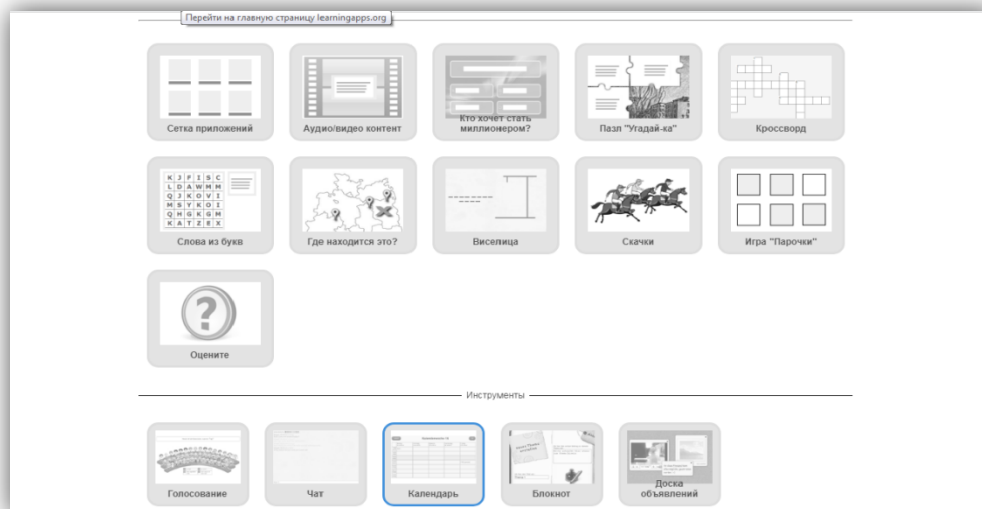 Перейти на главную страницу learningapps.org
Сетка приложений
Аудио/видео контент
Кто хочет стать
миллионером?
Пазл "Угадай-ка"
Кроссворд
K J F I S C
L D A W M M
Q J K O V I
M S Y K O I
Q H G K G M
K A T Z E X
Слова из букв
Где находится это?
Виселица
Скачки
Игра "Парочки"
?
Оцените
Инструменты
Голосование
Чат
Календарь
Блокнот
Доска
объявлений